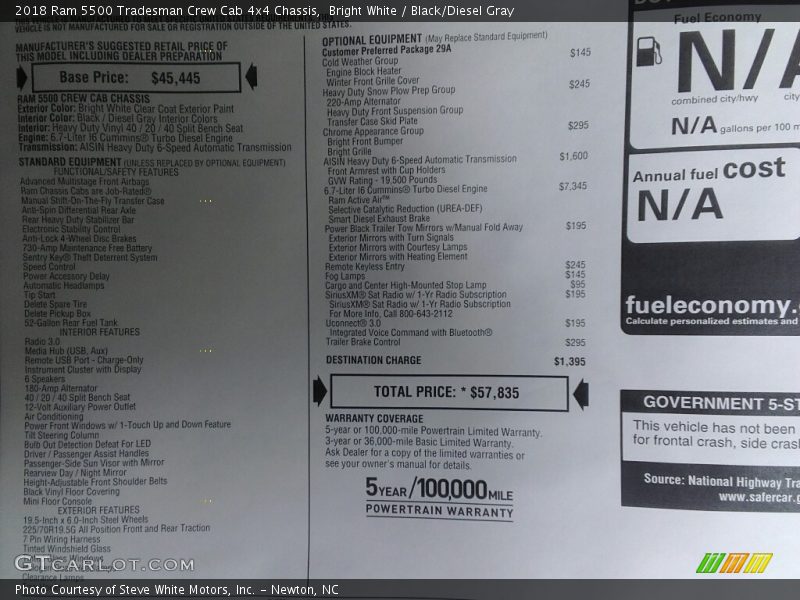 2018 Ram 5500 Tradesman Crew Cab 4x4 Chassis, Bright White / Black/Diesel Gray
VEHICLE IS NOT MANUFACTURED FOR SALE OR REGISTRATION OUTSIDE OF THE UNITED STATES.
MANUFACTURER'S SUGGESTED RETAIL PRICE OF
THIS MODEL INCLUDING DEALER PREPARATION
Base Price: $45,445
RAM 5500 CREW CAB CHASSIS
Exterior Color: Bright White Clear Coat Exterior Paint
Interior Color: Black / Diesel Gray Interior Colors
Interior: Heavy Duty Vinyl 40 / 20 / 40 Split Bench Seat
Engine: 6.7-Liter I6 Cummins® Turbo Diesel Engine
Transmission: AISIN Heavy Duty 6-Speed Automatic Transmission
STANDARD EQUIPMENT (UNLESS REPLACED BY OPTIONAL EQUIPMENT)
FUNCTIONAL/SAFETY FEATURES
Advanced Multistage Front Airbags
Ram Chassis Cabs are Job-Rated®
Manual Shift-On-The-Fly Transfer Case
Anti-Spin Differential Rear Axle
Rear Heavy Duty Stabilizer Bar
Electronic Stability Control
Anti-Lock 4-Wheel Disc Brakes
730-Amp Maintenance Free Battery
Sentry Key® Theft Deterrent System
Speed Control
Power Accessory Delay
Automatic Headlamps
Tip Start
Delete Spare Tire
Delete Pickup Box
52-Gallon Rear Fuel Tank
INTERIOR FEATURES
Radio 3.0
Media Hub (USB, Aux)
Remote USB Port - Charge-Only
Instrument Cluster with Display
6 Speakers
180-Amp Alternator
40 / 20 / 40 Split Bench Seat
12-Volt Auxiliary Power Outlet
Air Conditioning
Power Front Windows w/ 1-Touch Up and Down Feature
Tilt Steering Column
Bulb Out Detection Defeat For LED
Driver / Passenger Assist Handles
Passenger-Side Sun Visor with Mirror
Rearview Day / Night Mirror
Height-Adjustable Front Shoulder Belts
Black Vinyl Floor Covering
Mini Floor Console
EXTERIOR FEATURES
19.5-Inch x 6.0-Inch Steel Wheels
225/70R19.5G All Position Front and Rear Traction
7 Pin Wiring Harness
Tinted Windshield Glass
Clearance Lamps
OPTIONAL EQUIPMENT (May Replace Standard Equipment)
Customer Preferred Package 29A
Cold Weather Group $145
Engine Block Heater
Winter Front Grille Cover
Heavy Duty Snow Plow Prep Group $245
220-Amp Alternator
Heavy Duty Front Suspension Group
Transfer Case Skid Plate
Chrome Appearance Group $295
Bright Front Bumper
Bright Grille
AISIN Heavy Duty 6-Speed Automatic Transmission $1,600
Front Armrest with Cup Holders
GVW Rating - 19,500 Pounds
6.7-Liter I6 Cummins® Turbo Diesel Engine $7,345
Ram Active Air™
Selective Catalytic Reduction (UREA-DEF)
Smart Diesel Exhaust Brake
Power Black Trailer Tow Mirrors w/Manual Fold Away $195
Exterior Mirrors with Turn Signals
Exterior Mirrors with Courtesy Lamps
Exterior Mirrors with Heating Element
Remote Keyless Entry $245
Fog Lamps $145
Cargo and Center High-Mounted Stop Lamp $95
SiriusXM® Sat Radio w/ 1-Yr Radio Subscription $195
SiriusXM® Sat Radio w/ 1-Yr Radio Subscription
For More Info, Call 800-643-2112
Uconnect® 3.0 $195
Integrated Voice Command with Bluetooth®
Trailer Brake Control $295
DESTINATION CHARGE $1,395
TOTAL PRICE: * $57,835
WARRANTY COVERAGE
5-year or 100,000-mile Powertrain Limited Warranty.
3-year or 36,000-mile Basic Limited Warranty.
Ask Dealer for a copy of the limited warranties or
see your owner's manual for details.
5 YEAR/100,000 MILE
POWERTRAIN WARRANTY
Fuel Economy
N/A
combined city/hwy city
N/A gallons per 100 m
Annual fuel cost
N/A
fueleconomy.
Calculate personalized estimates and
GOVERNMENT 5-ST
This vehicle has not been
for frontal crash, side crash
Source: National Highway Tra
www.safercar.g
GTcarlot.com
Photo Courtesy of Steve White Motors, Inc. – Newton, NC